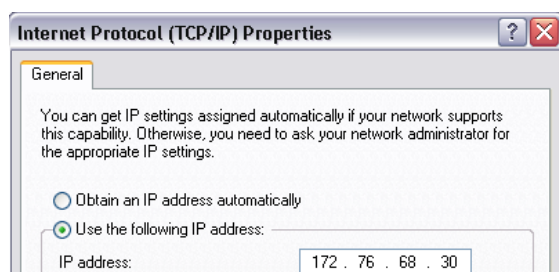 Internet Protocol (TCP/IP) Properties
General
You can get IP settings assigned automatically if your network supports
this capability. Otherwise, you need to ask your network administrator for
the appropriate IP settings.
Obtain an IP address automatically
Use the following IP address:
IP address: 172 . 76 . 68 . 30